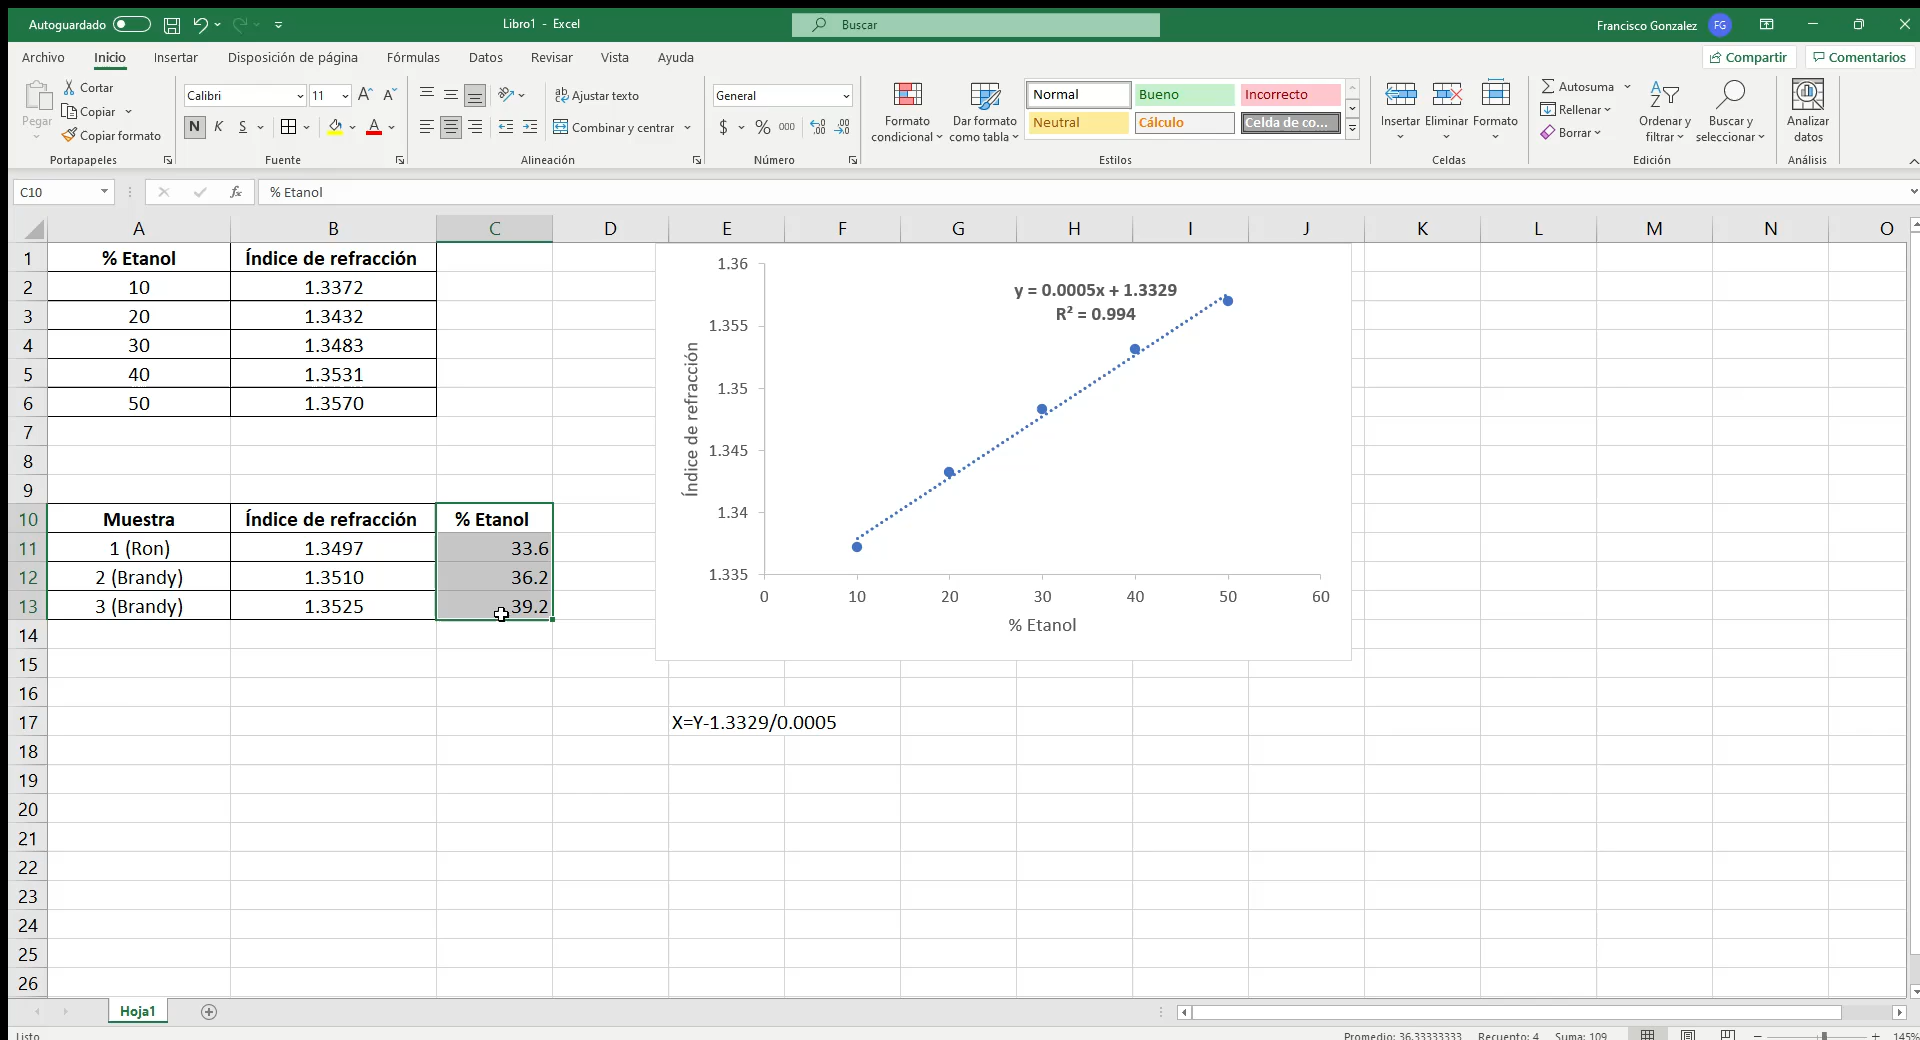 Autoguardado
Libro1 - Excel
Buscar
Francisco Gonzalez
FG
Archivo Inicio Insertar Disposición de página Fórmulas Datos Revisar Vista Ayuda
Compartir Comentarios
Pegar
Cortar
Copiar
Copiar formato
Portapapeles
Calibri 11 A A
N K S A
Fuente
ab Ajustar texto
Combinar y centrar
Alineación
General
$ % 000
Número
Formato condicional
Dar formato como tabla
Normal Bueno Incorrecto
Neutral Cálculo Celda de co...
Estilos
Insertar Eliminar Formato
Celdas
Autosuma
Rellenar
Borrar
Ordenar y filtrar
Buscar y seleccionar
Edición
Analizar datos
Análisis
C10 fx % Etanol
A B C D E F G H I J K L M N O
1 % Etanol Índice de refracción
2 10 1.3372
3 20 1.3432
4 30 1.3483
5 40 1.3531
6 50 1.3570
7
8
9
10 Muestra Índice de refracción % Etanol
11 1 (Ron) 1.3497 33.6
12 2 (Brandy) 1.3510 36.2
13 3 (Brandy) 1.3525 39.2
14
15
16
17 X=Y-1.3329/0.0005
18
19
20
21
22
23
24
25
26
y = 0.0005x + 1.3329
R² = 0.994
1.36
1.355
1.35
1.345
1.34
1.335
Índice de refracción
0 10 20 30 40 50 60
% Etanol
Hoja1
Listo
Promedio: 36.33333333 Recuento: 4 Suma: 109 145%